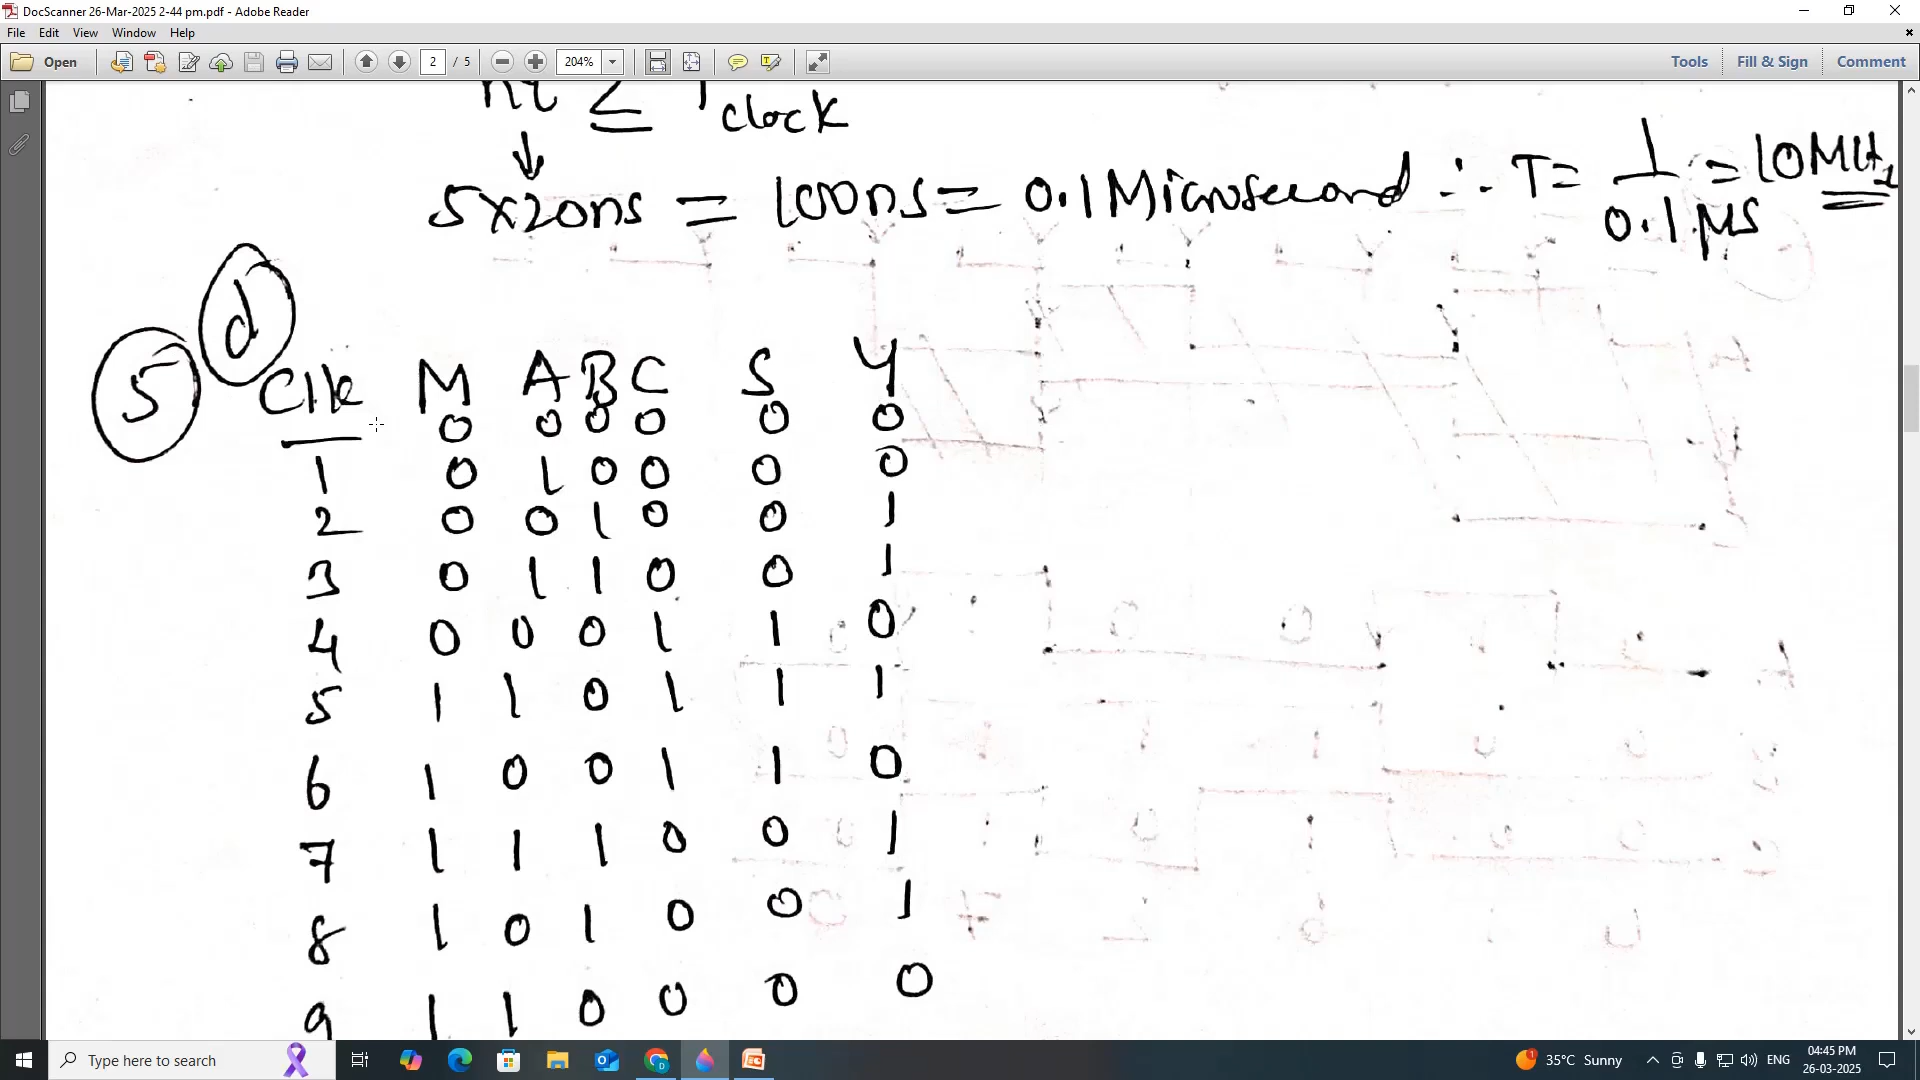 DocScanner 26-Mar-2025 2-44 pm.pdf - Adobe Reader
File Edit View Window Help
Open 2 / 5 204% Tools Fill & Sign Comment
nt ≤ Tclock
↓
5x20ns = 100ns = 0.1 Microsecond ∴ T = 1/0.1 μs = 10MHz
5 d
Clk M A B C S Y
0 0 0 0 0 0
1 0 1 0 0 0 0
2 0 0 1 0 0 1
3 0 1 1 0 0 1
4 0 0 0 1 1 0
5 1 1 0 1 1 1
6 1 0 0 1 1 0
7 1 1 1 0 0 1
8 1 0 1 0 0 1
9 1 1 0 0 0 0
Type here to search
35°C Sunny
ENG
04:45 PM
26-03-2025